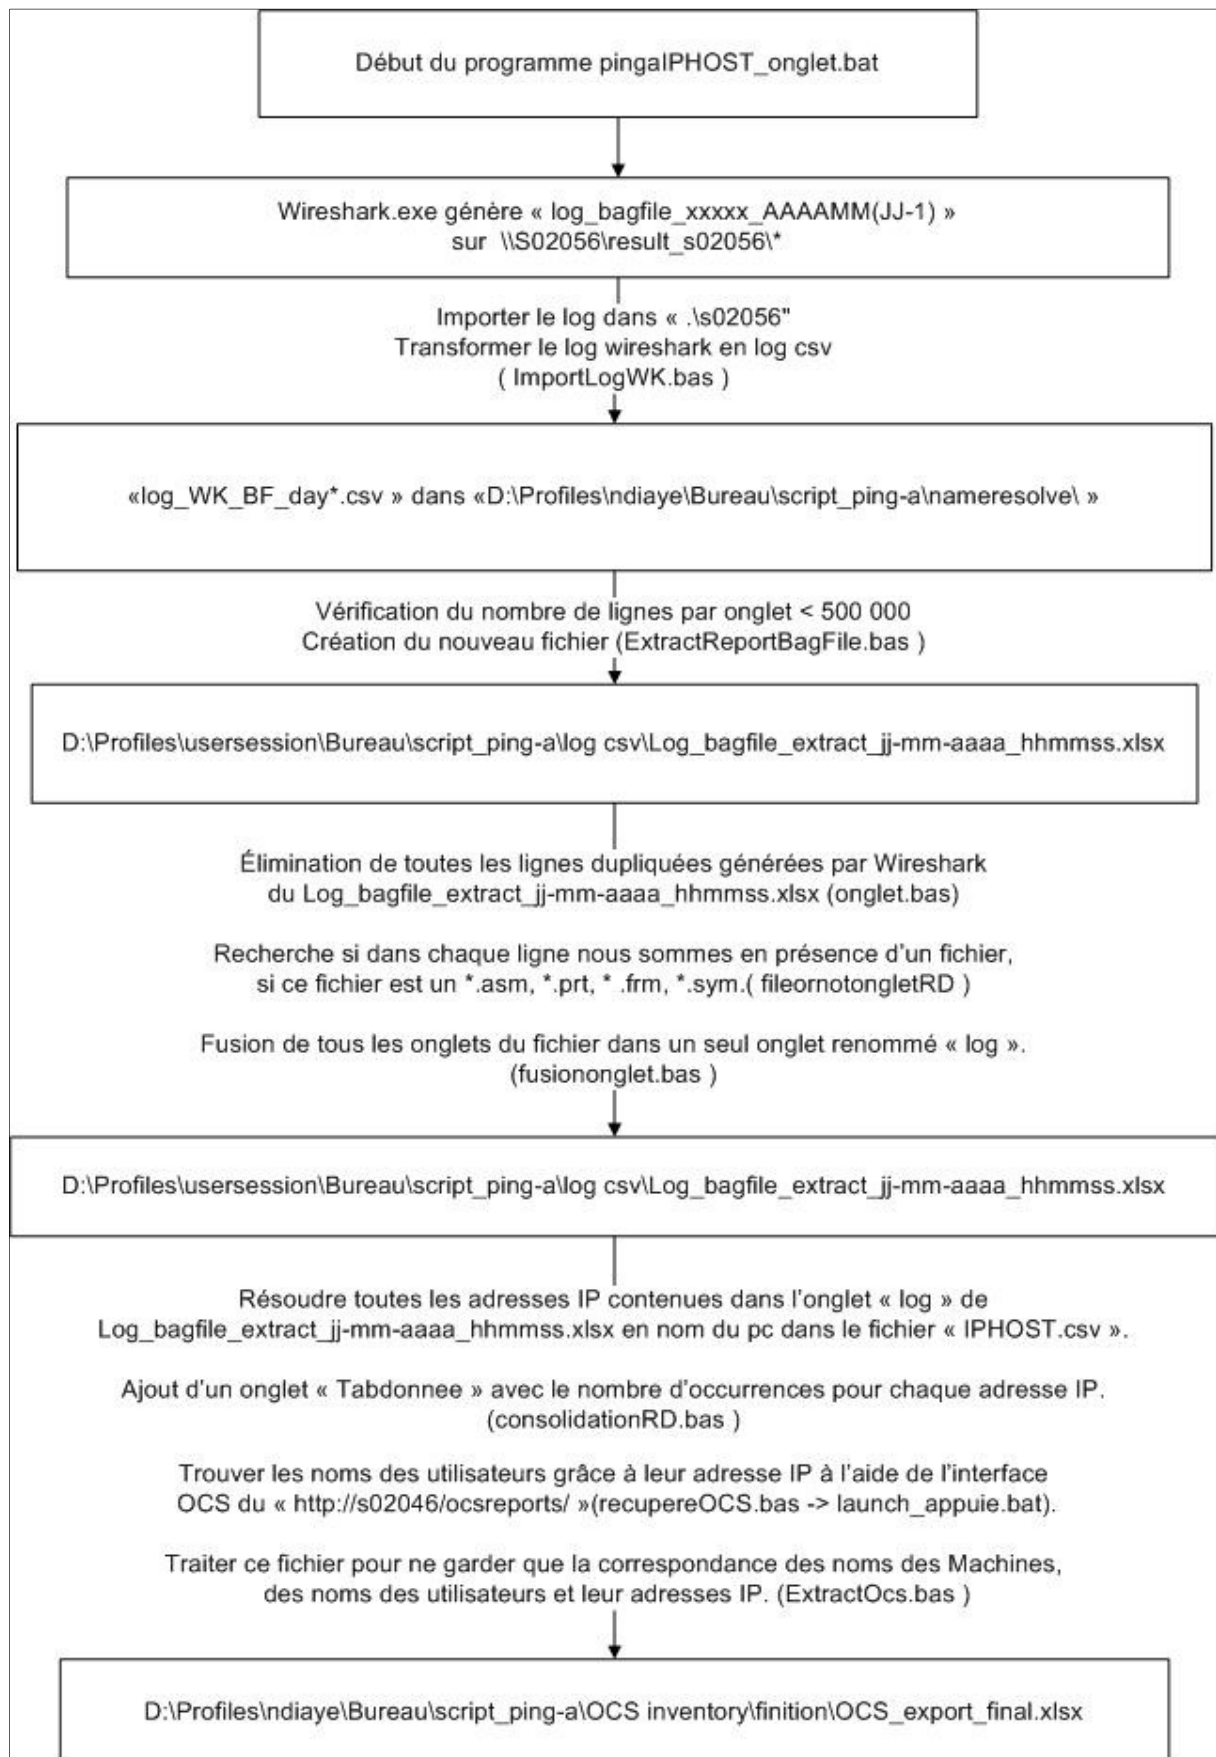 Début du programme pingaIPHOST_onglet.bat
Wireshark.exe génère « log_bagfile_xxxxx_AAAAMM(JJ-1) »
sur \\S02056\result_s02056\*
Importer le log dans « .\s02056"
Transformer le log wireshark en log csv
( ImportLogWK.bas )
«log_WK_BF_day*.csv » dans «D:\Profiles\ndiaye\Bureau\script_ping-a\nameresolve\ »
Vérification du nombre de lignes par onglet < 500 000
Création du nouveau fichier (ExtractReportBagFile.bas )
D:\Profiles\usersession\Bureau\script_ping-a\log csv\Log_bagfile_extract_jj-mm-aaaa_hhmmss.xlsx
Élimination de toutes les lignes dupliquées générées par Wireshark
du Log_bagfile_extract_jj-mm-aaaa_hhmmss.xlsx (onglet.bas)
Recherche si dans chaque ligne nous sommes en présence d'un fichier,
si ce fichier est un *.asm, *.prt, * .frm, *.sym.( fileornotongletRD )
Fusion de tous les onglets du fichier dans un seul onglet renommé « log ».
(fusiononglet.bas )
D:\Profiles\usersession\Bureau\script_ping-a\log csv\Log_bagfile_extract_jj-mm-aaaa_hhmmss.xlsx
Résoudre toutes les adresses IP contenues dans l'onglet « log » de
Log_bagfile_extract_jj-mm-aaaa_hhmmss.xlsx en nom du pc dans le fichier « IPHOST.csv ».
Ajout d'un onglet « Tabdonnee » avec le nombre d'occurrences pour chaque adresse IP.
(consolidationRD.bas )
Trouver les noms des utilisateurs grâce à leur adresse IP à l'aide de l'interface
OCS du « http://s02046/ocsreports/ »(recupereOCS.bas -> launch_appuie.bat).
Traiter ce fichier pour ne garder que la correspondance des noms des Machines,
des noms des utilisateurs et leur adresses IP. (ExtractOcs.bas )
D:\Profiles\ndiaye\Bureau\script_ping-a\OCS inventory\finition\OCS_export_final.xlsx